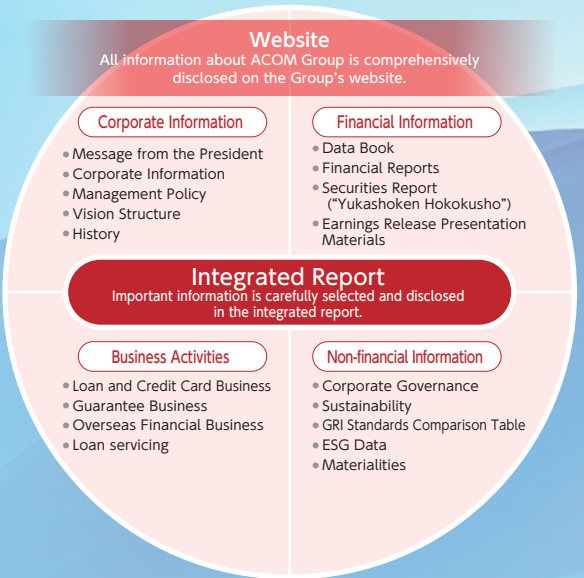 Website
All information about ACOM Group is comprehensively
disclosed on the Group's website.
Corporate Information
• Message from the President
• Corporate Information
• Management Policy
• Vision Structure
• History
Financial Information
• Data Book
• Financial Reports
• Securities Report
("Yukashoken Hokokusho")
• Earnings Release Presentation
Materials
Integrated Report
Important information is carefully selected and disclosed
in the integrated report.
Business Activities
• Loan and Credit Card Business
• Guarantee Business
• Overseas Financial Business
• Loan servicing
Non-financial Information
• Corporate Governance
• Sustainability
• GRI Standards Comparison Table
• ESG Data
• Materialities